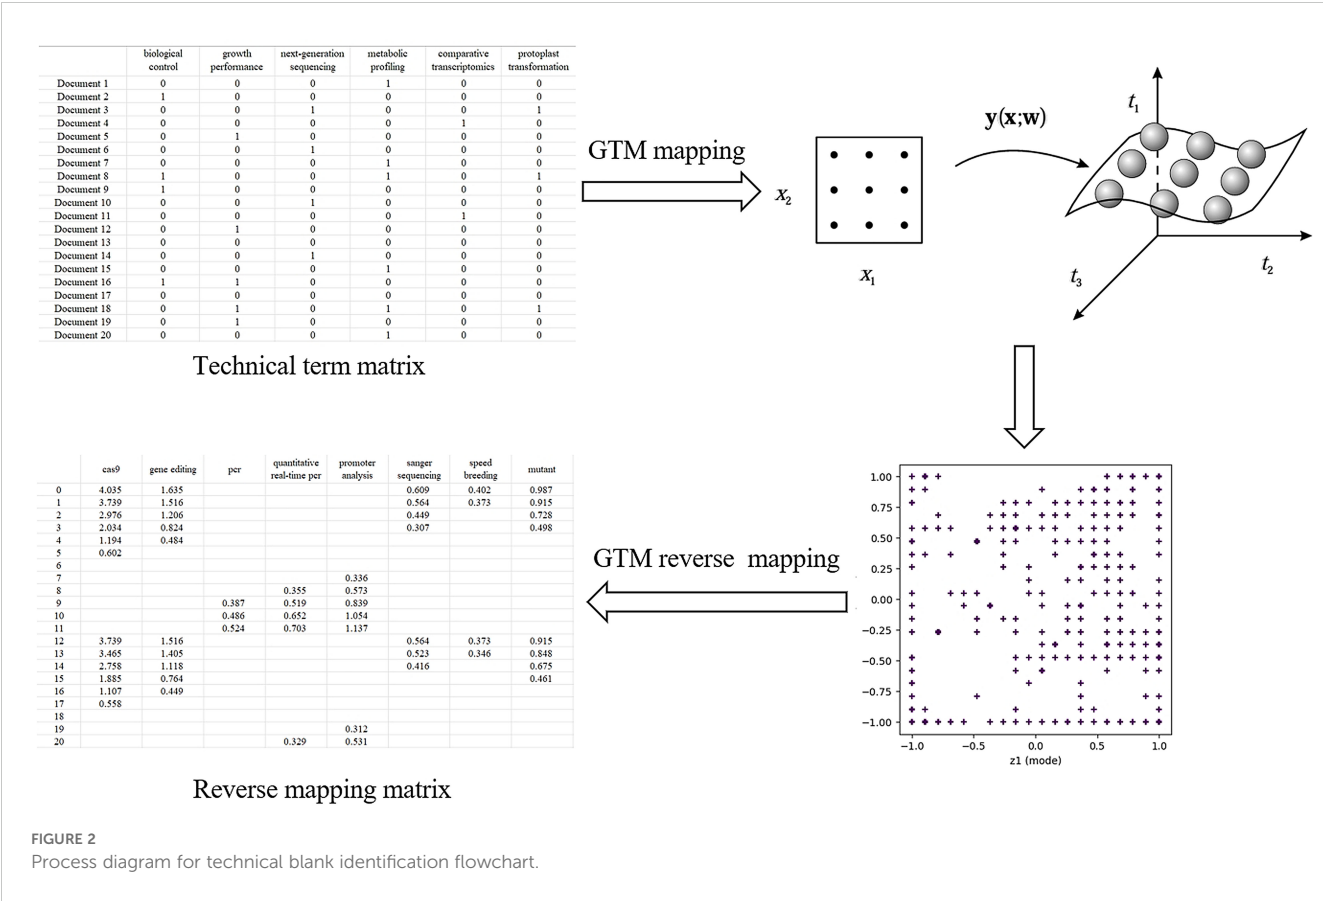 biological growth next-generation metabolic comparative protoplast
control performance sequencing profiling transcriptomics transformation
Document 1 0 0 0 1 0 0
Document 2 1 0 0 0 0 0
Document 3 0 0 1 0 0 1
Document 4 0 0 0 0 1 0
Document 5 0 1 0 0 0 0
Document 6 0 0 1 0 0 0
Document 7 0 0 0 1 0 0
Document 8 1 0 0 1 0 1
Document 9 1 0 0 0 0 0
Document 10 0 0 1 0 0 0
Document 11 0 0 0 0 1 0
Document 12 0 1 0 0 0 0
Document 13 0 0 0 0 0 0
Document 14 0 0 1 0 0 0
Document 15 0 0 0 1 0 0
Document 16 1 1 0 0 0 0
Document 17 0 0 0 0 0 0
Document 18 0 1 0 1 0 1
Document 19 0 1 0 0 0 0
Document 20 0 0 0 1 0 0
Technical term matrix
GTM mapping
x2
x1
y(x;w)
t1
t2
t3
1.00
0.75
0.50
0.25
0.00
−0.25
−0.50
−0.75
−1.00
−1.0 −0.5 0.0 0.5 1.0
z1 (mode)
GTM reverse mapping
cas9 gene editing pcr quantitative real-time pcr promoter analysis sanger sequencing speed breeding mutant
0 4.035 1.635 0.609 0.402 0.987
1 3.739 1.516 0.564 0.373 0.915
2 2.976 1.206 0.449 0.728
3 2.034 0.824 0.307 0.498
4 1.194 0.484
5 0.602
6
7 0.336
8 0.355 0.573
9 0.387 0.519 0.839
10 0.486 0.652 1.054
11 0.524 0.703 1.137
12 3.739 1.516 0.564 0.373 0.915
13 3.465 1.405 0.523 0.346 0.848
14 2.758 1.118 0.416 0.675
15 1.885 0.764 0.461
16 1.107 0.449
17 0.558
18
19 0.312
20 0.329 0.531
Reverse mapping matrix
FIGURE 2
Process diagram for technical blank identification flowchart.